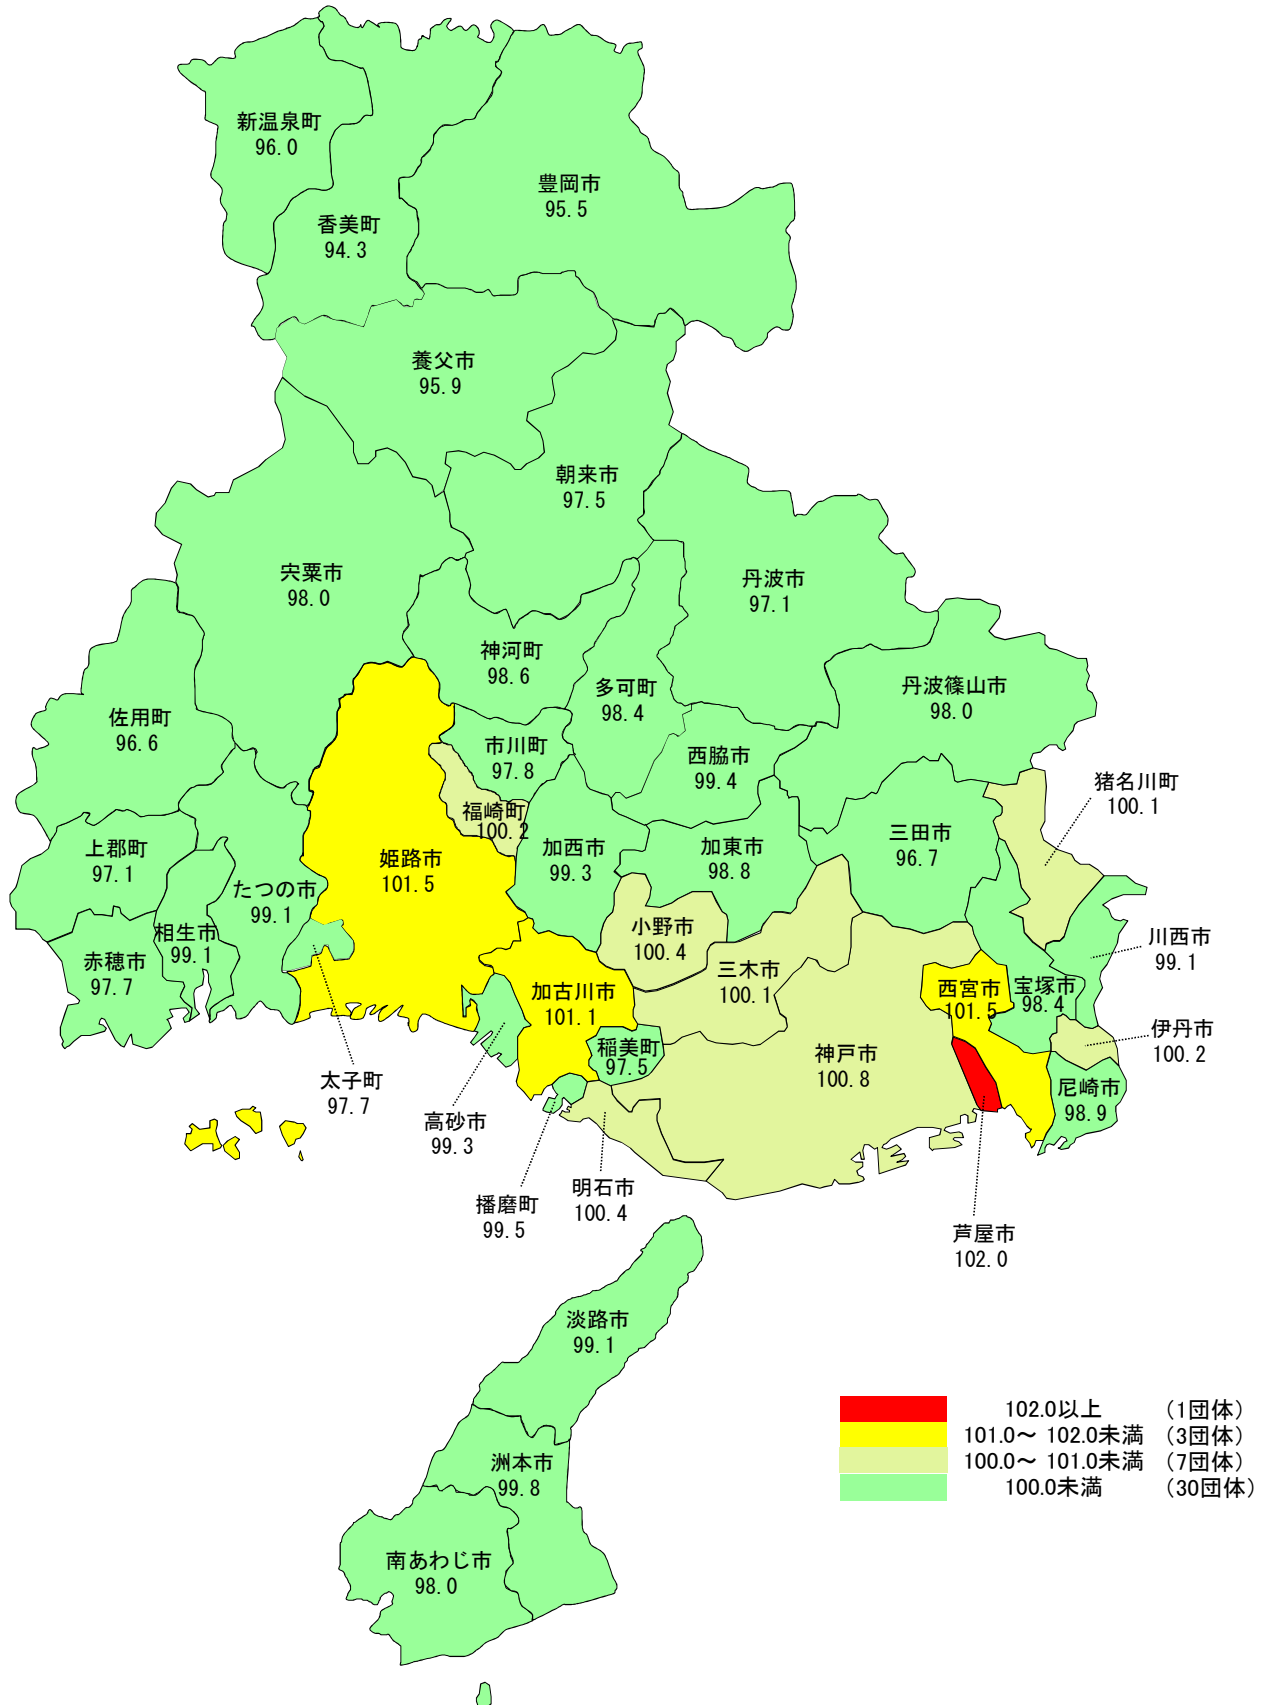 新温泉町
96.0
豊岡市
95.5
香美町
94.3
養父市
95.9
朝来市
97.5
宍粟市
98.0
丹波市
97.1
神河町
98.6
多可町
98.4
丹波篠山市
98.0
佐用町
96.6
市川町
97.8
西脇市
99.4
猪名川町
100.1
福崎町
100.2
三田市
96.7
上郡町
97.1
姫路市
101.5
加西市
99.3
加東市
98.8
たつの市
99.1
相生市
99.1
小野市
100.4
川西市
99.1
赤穂市
97.7
三木市
100.1
加古川市
101.1
西宮市
101.5
宝塚市
98.4
伊丹市
100.2
稲美町
97.5
神戸市
100.8
太子町
97.7
尼崎市
98.9
高砂市
99.3
播磨町
99.5
明石市
100.4
芦屋市
102.0
淡路市
99.1
洲本市
99.8
南あわじ市
98.0
102.0以上 （1団体）
101.0～ 102.0未満 （3団体）
100.0～ 101.0未満 （7団体）
100.0未満 （30団体）